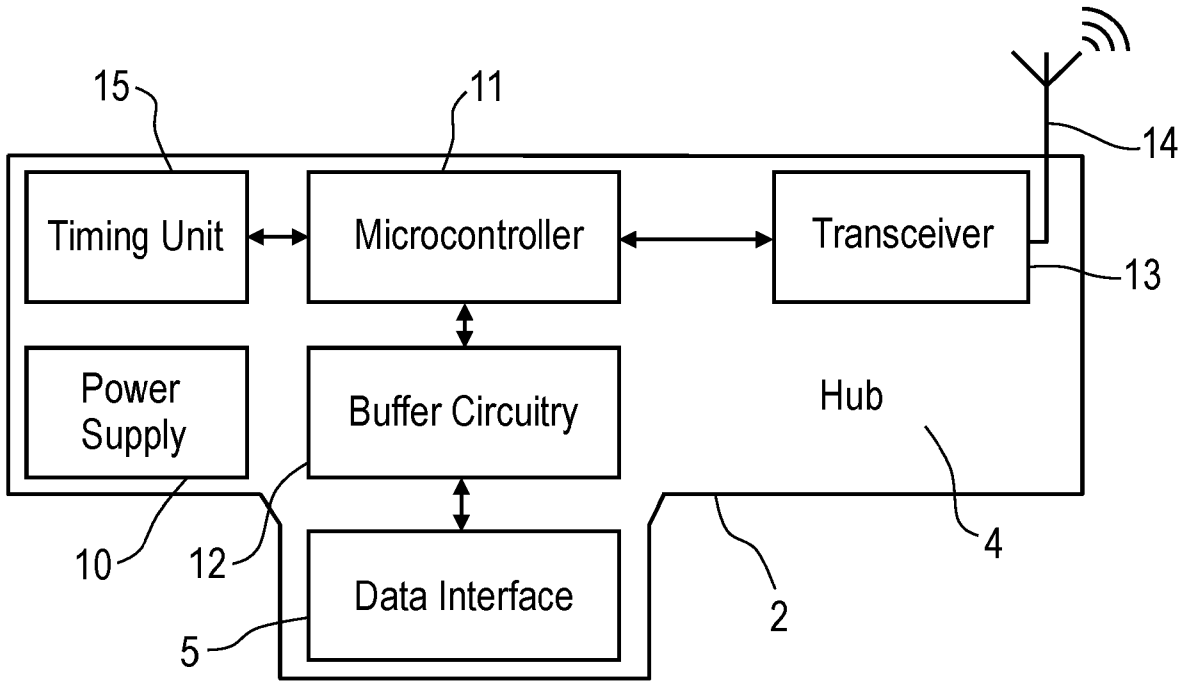 15
11
14
Timing Unit
Microcontroller
Transceiver
13
Power
Supply
Buffer Circuitry
Hub
10
12
4
Data Interface
2
5